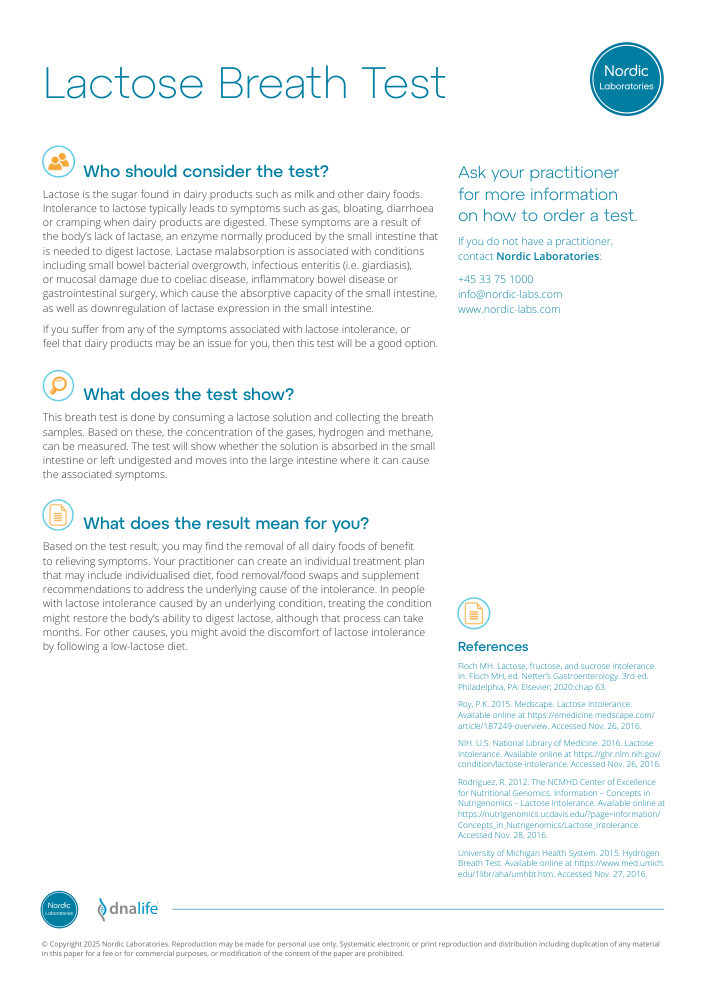 Lactose Breath Test
Nordic
Laboratories
Who should consider the test?
Lactose is the sugar found in dairy products such as milk and other dairy foods.
Intolerance to lactose typically leads to symptoms such as gas, bloating, diarrhoea
or cramping when dairy products are digested. These symptoms are a result of
the body's lack of lactase, an enzyme normally produced by the small intestine that
is needed to digest lactose. Lactase malabsorption is associated with conditions
including small bowel bacterial overgrowth, infectious enteritis (i.e. giardiasis),
or mucosal damage due to coeliac disease, inflammatory bowel disease or
gastrointestinal surgery, which cause the absorptive capacity of the small intestine,
as well as downregulation of lactase expression in the small intestine.
If you suffer from any of the symptoms associated with lactose intolerance, or
feel that dairy products may be an issue for you, then this test will be a good option.
What does the test show?
This breath test is done by consuming a lactose solution and collecting the breath
samples. Based on these, the concentration of the gases, hydrogen and methane,
can be measured. The test will show whether the solution is absorbed in the small
intestine or left undigested and moves into the large intestine where it can cause
the associated symptoms.
What does the result mean for you?
Based on the test result, you may find the removal of all dairy foods of benefit
to relieving symptoms. Your practitioner can create an individual treatment plan
that may include individualised diet, food removal/food swaps and supplement
recommendations to address the underlying cause of the intolerance. In people
with lactose intolerance caused by an underlying condition, treating the condition
might restore the body's ability to digest lactose, although that process can take
months. For other causes, you might avoid the discomfort of lactose intolerance
by following a low-lactose diet.
Ask your practitioner
for more information
on how to order a test.
If you do not have a practitioner,
contact Nordic Laboratories:
+45 33 75 1000
info@nordic-labs.com
www.nordic-labs.com
References
Floch MH. Lactose, fructose, and sucrose intolerance.
In: Floch MH, ed. Netter's Gastroenterology. 3rd ed.
Philadelphia, PA: Elsevier; 2020:chap 63.
Roy, P.K. 2015. Medscape. Lactose Intolerance.
Available online at https://emedicine.medscape.com/
article/187249-overview. Accessed Nov. 26, 2016.
NIH. U.S. National Library of Medicine. 2016. Lactose
Intolerance. Available online at https://ghr.nlm.nih.gov/
condition/lactose-intolerance. Accessed Nov. 26, 2016.
Rodriguez, R. 2012. The NCMHD Center of Excellence
for Nutritional Genomics. Information – Concepts in
Nutrigenomics – Lactose Intolerance. Available online at
https://nutrigenomics.ucdavis.edu/?page=information/
Concepts_in_Nutrigenomics/Lactose_Intolerance.
Accessed Nov. 28, 2016.
University of Michigan Health System. 2015. Hydrogen
Breath Test. Available online at https://www.med.umich.
edu/1libr/aha/umhbt.htm. Accessed Nov. 27, 2016.
Nordic
Laboratories
dnalife
© Copyright 2025 Nordic Laboratories. Reproduction may be made for personal use only. Systematic electronic or print reproduction and distribution including duplication of any material
in this paper for a fee or for commercial purposes, or modification of the content of the paper are prohibited.